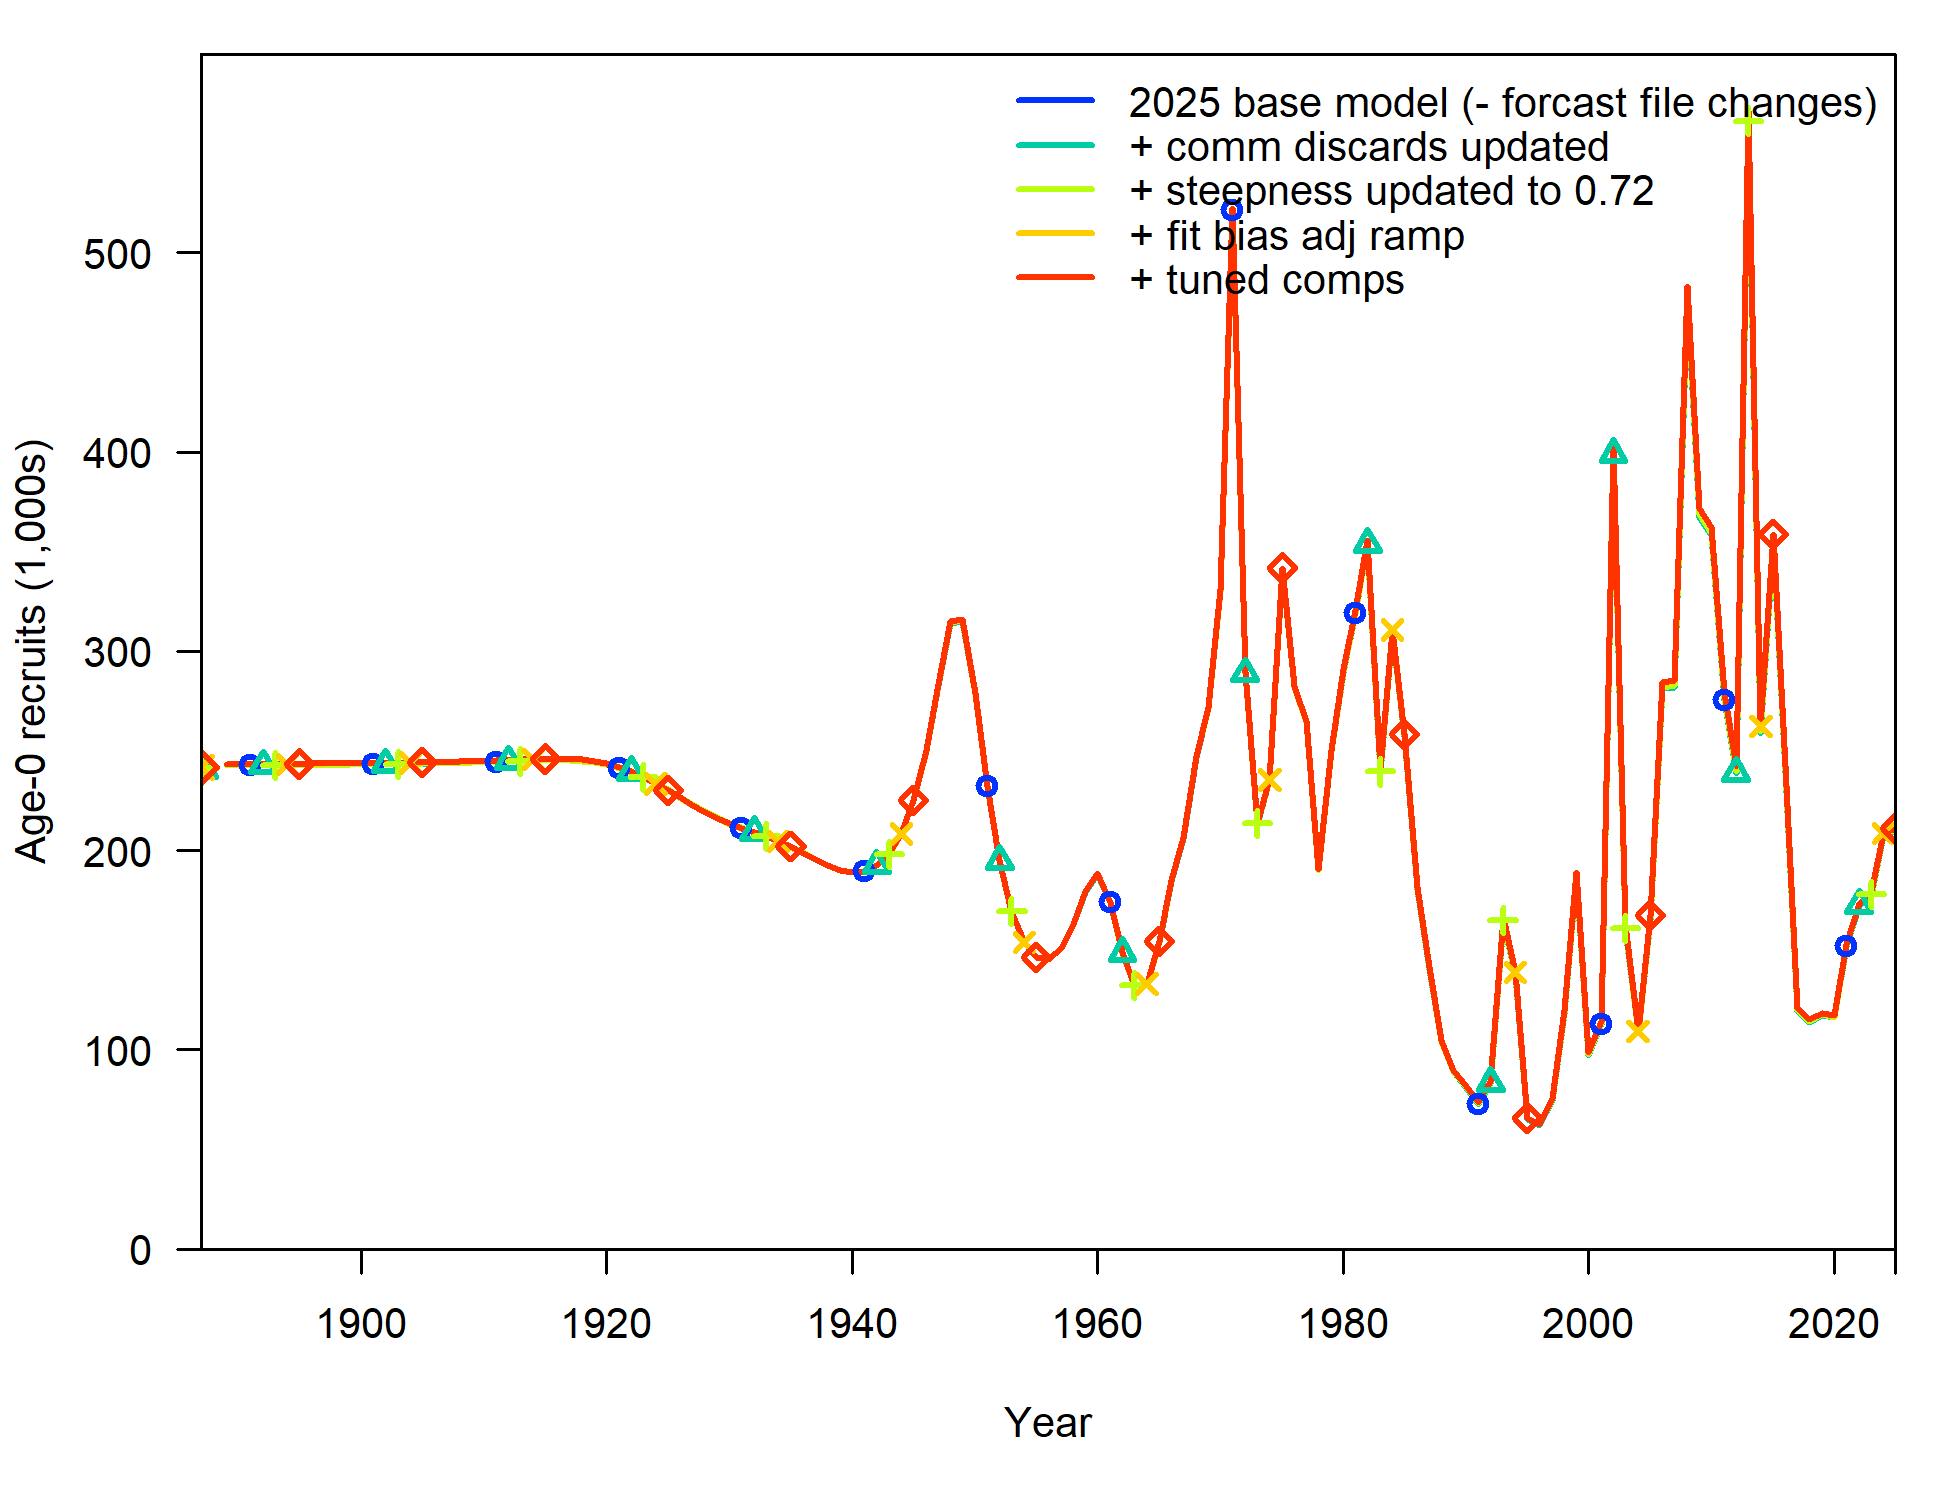 2025 base model (- forcast file changes)
+ comm discards updated
+ steepness updated to 0.72
+ fit bias adj ramp
+ tuned comps
Age-0 recruits (1,000s)
500
400
300
200
100
0
1900 1920 1940 1960 1980 2000 2020
Year